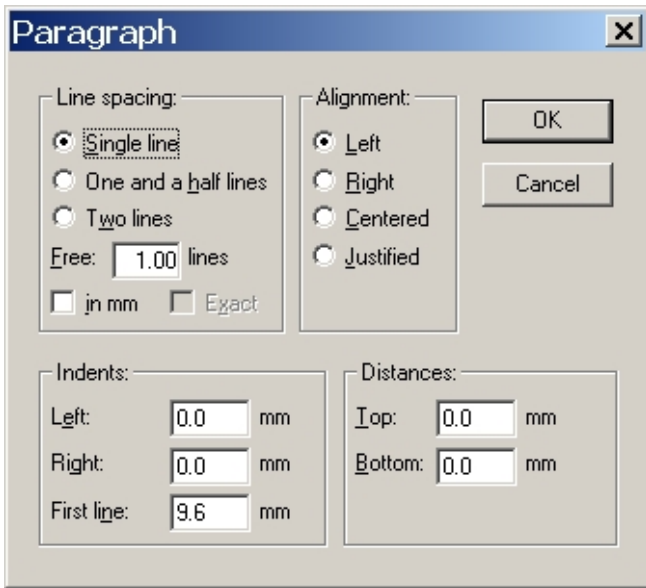 Paragraph
Line spacing:
Single line
One and a half lines
Two lines
Free: 1.00 lines
in mm Exact
Alignment:
Left
Right
Centered
Justified
OK
Cancel
Indents:
Left: 0.0 mm
Right: 0.0 mm
First line: 9.6 mm
Distances:
Top: 0.0 mm
Bottom: 0.0 mm